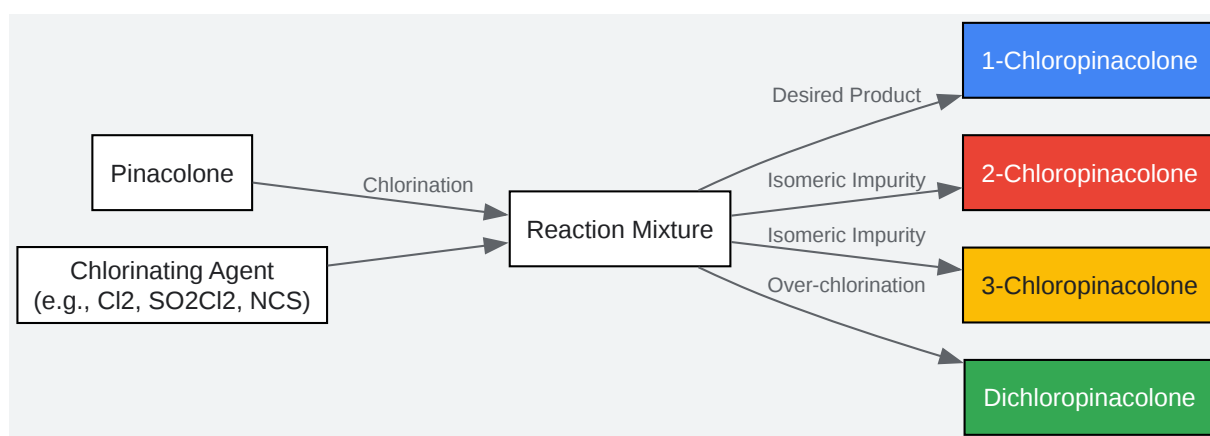 Pinacolone
Chlorinating Agent
(e.g., Cl2, SO2Cl2, NCS)
Chlorination
Reaction Mixture
Desired Product
Isomeric Impurity
Isomeric Impurity
Over-chlorination
1-Chloropinacolone
2-Chloropinacolone
3-Chloropinacolone
Dichloropinacolone